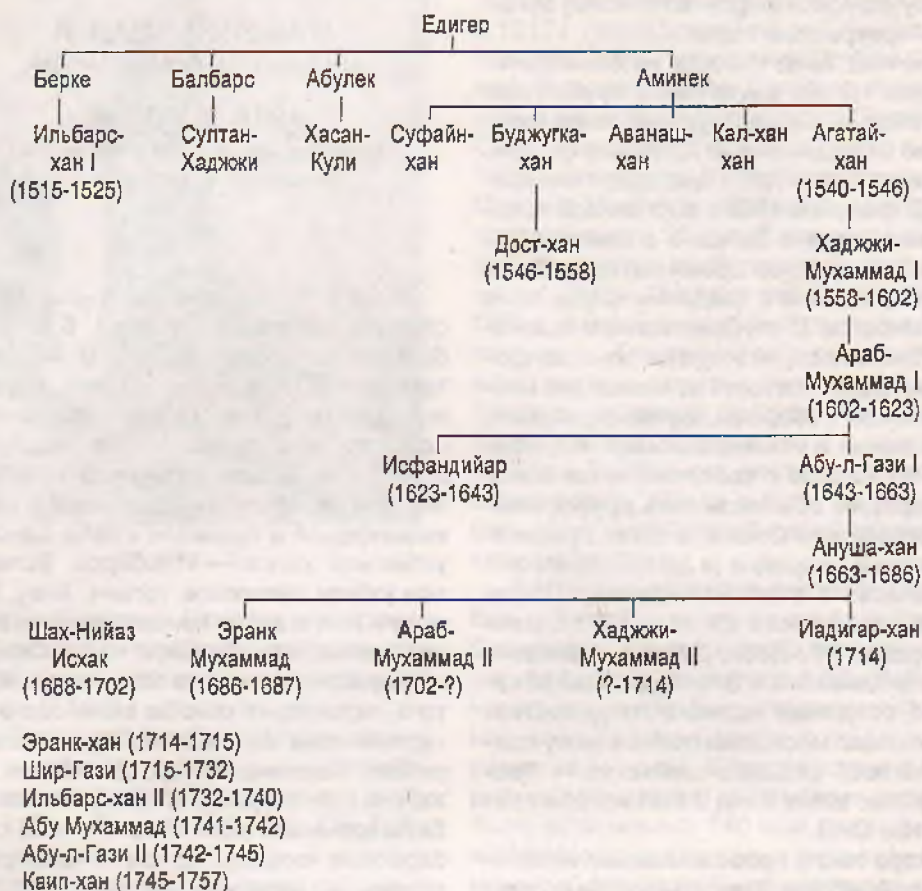 Едигер
Берке Балбарс Абулек Аминек
Ильбарс- Султан- Хасан- Суфайн- Буджугка- Аванаш- Кал-хан Агатай-
хан I Хаджжи Кули хан хан хан хан хан
(1515-1525) (1540-1546)
Дост-хан Хаджжи-
(1546-1558) Мухаммад I
(1558-1602)
Араб-
Мухаммад I
(1602-1623)
Исфандийар Абу-л-Гази I
(1623-1643) (1643-1663)
Ануша-хан
(1663-1686)
Шах-Нийаз Эранк Араб- Хаджжи- Йадигар-хан
Исхак Мухаммад Мухаммад II Мухаммад II (1714)
(1688-1702) (1686-1687) (1702-?) (?-1714)
Эранк-хан (1714-1715)
Шир-Гази (1715-1732)
Ильбарс-хан II (1732-1740)
Абу Мухаммад (1741-1742)
Абу-л-Гази II (1742-1745)
Каип-хан (1745-1757)